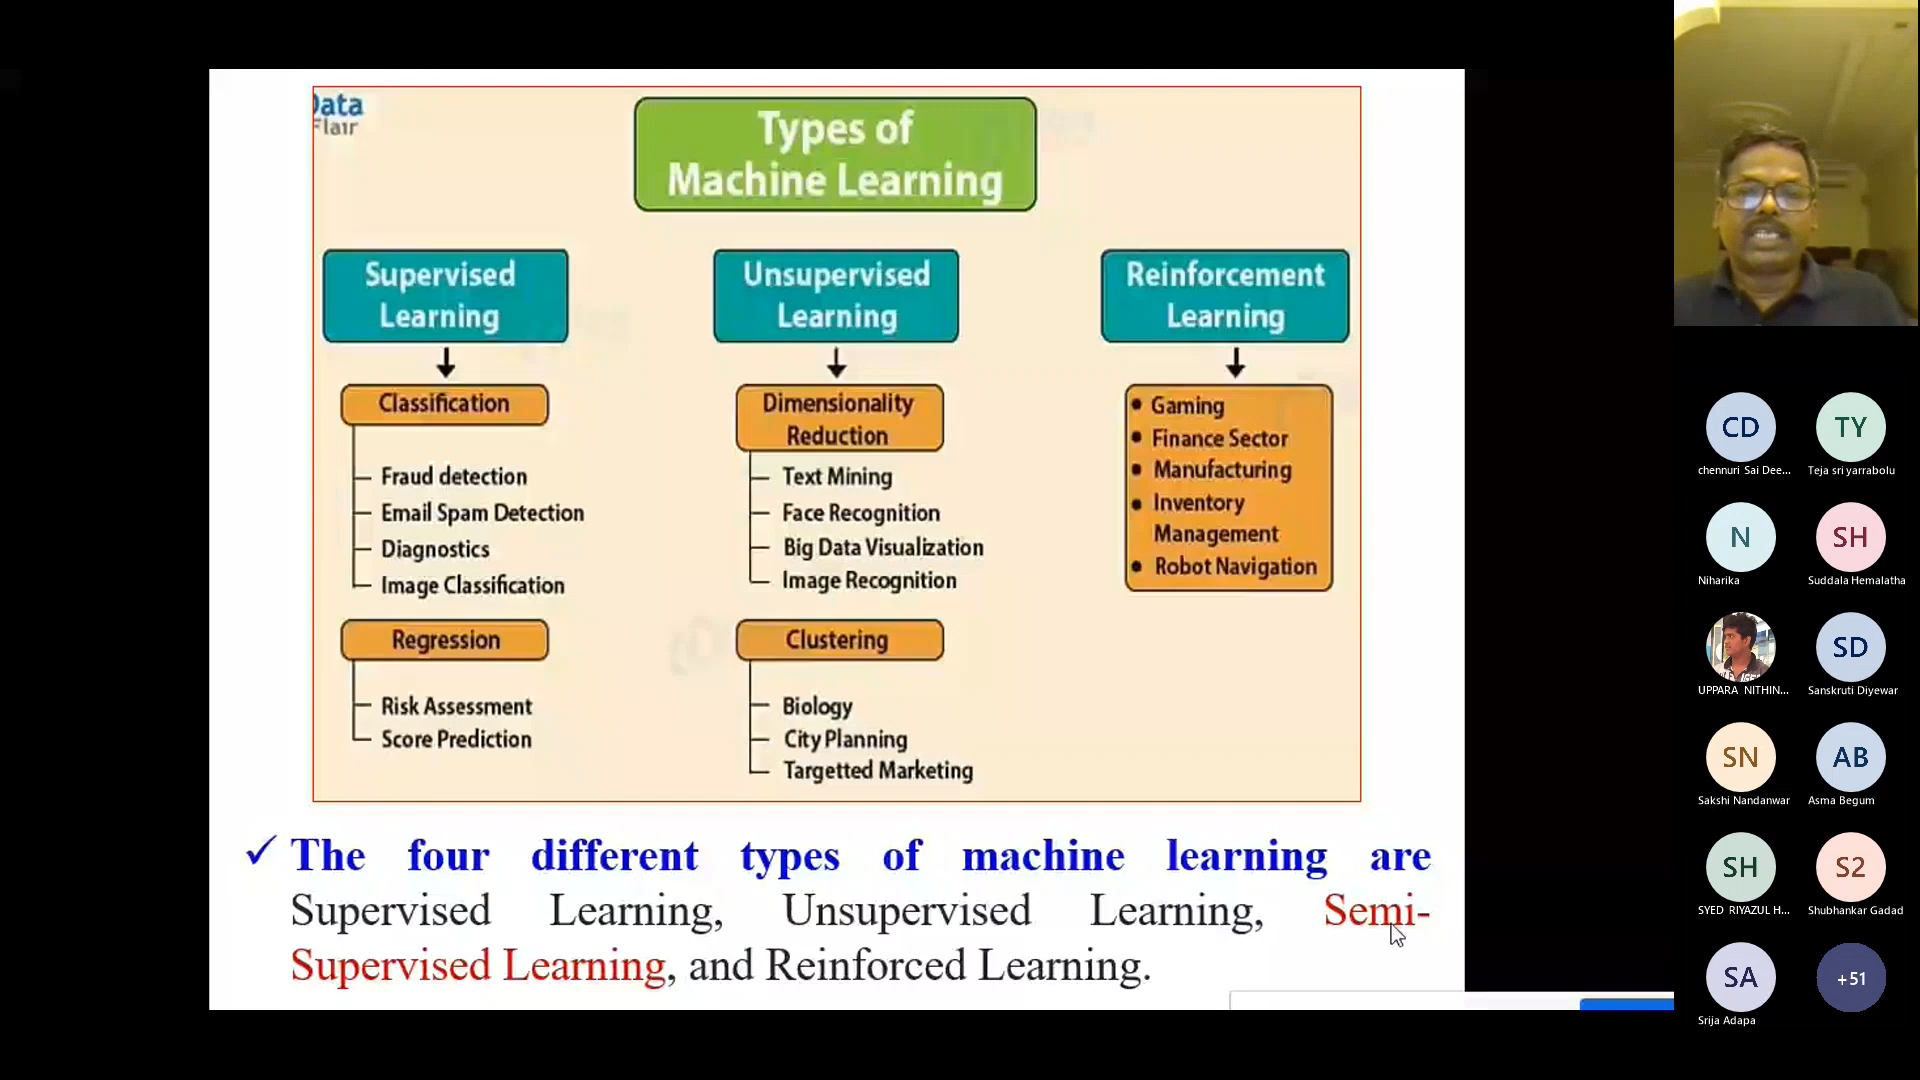 Data
Flair
Types of
Machine Learning
Supervised
Learning
Unsupervised
Learning
Reinforcement
Learning
Classification
Fraud detection
Email Spam Detection
Diagnostics
Image Classification
Regression
Risk Assessment
Score Prediction
Dimensionality
Reduction
Text Mining
Face Recognition
Big Data Visualization
Image Recognition
Clustering
Biology
City Planning
Targetted Marketing
• Gaming
• Finance Sector
• Manufacturing
• Inventory
Management
• Robot Navigation
✓ The four different types of machine learning are
Supervised Learning, Unsupervised Learning, Semi-
Supervised Learning, and Reinforced Learning.
CD
chennuri Sai Dee...
TY
Teja sri yarrabolu
N
Niharika
SH
Suddala Hemalatha
UPPARA NITHIN...
SD
Sanskruti Diyewar
SN
Sakshi Nandanwar
AB
Asma Begum
SH
SYED RIYAZUL H...
S2
Shubhankar Gadad
SA
Srija Adapa
+51